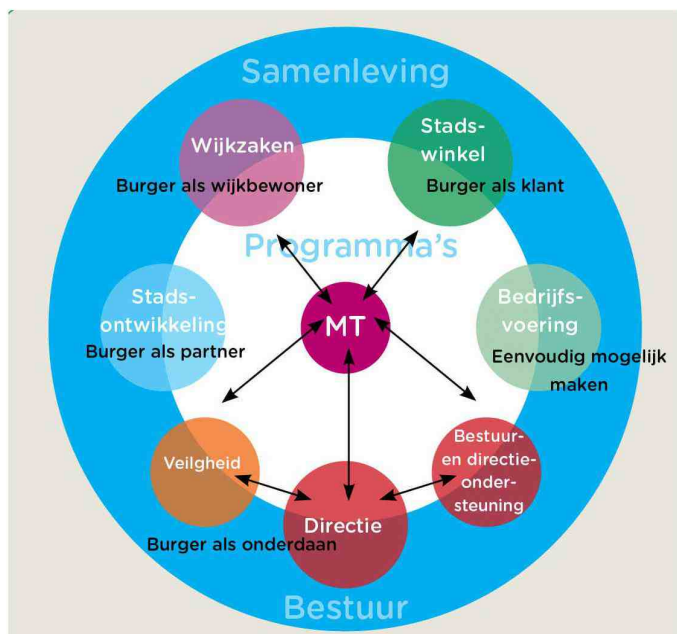 Samenleving
Wijkzaken
Burger als wijkbewoner
Stads-
winkel
Burger als klant
Programma's
Stads-
ontwikkeling
Burger als partner
MT
Bedrijfs-
voering
Eenvoudig mogelijk
maken
Veilgheid
Burger als onderdaan
Directie
Bestuur-
en directie-
onder-
steuning
Bestuur